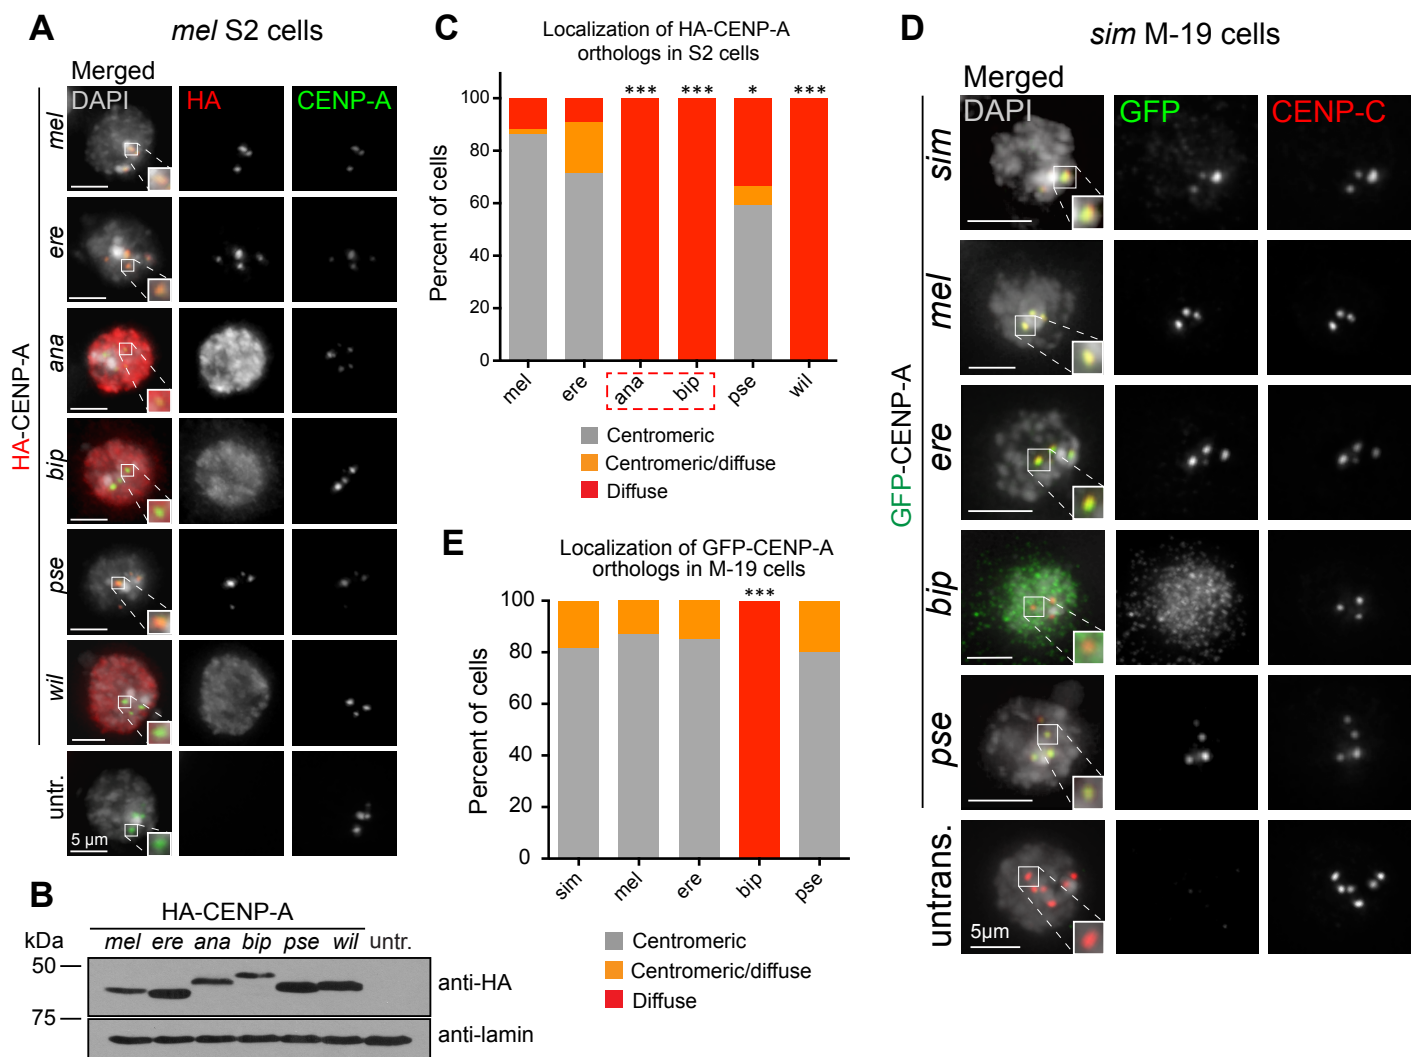 A
mel S2 cells
Merged
DAPI
HA
CENP-A
HA-CENP-A
mel
ere
ana
bip
pse
wil
untr.
5 µm
B
HA-CENP-A
kDa
mel ere ana bip pse wil untr.
50
anti-HA
75
anti-lamin
C
Localization of HA-CENP-A
orthologs in S2 cells
Percent of cells
100
80
60
40
20
0
*** *** * ***
mel ere ana bip pse wil
Centromeric
Centromeric/diffuse
Diffuse
E
Localization of GFP-CENP-A
orthologs in M-19 cells
Percent of cells
100
80
60
40
20
0
***
sim mel ere bip pse
Centromeric
Centromeric/diffuse
Diffuse
D
sim M-19 cells
Merged
DAPI
GFP
CENP-C
GFP-CENP-A
sim
mel
ere
bip
pse
untrans.
5µm